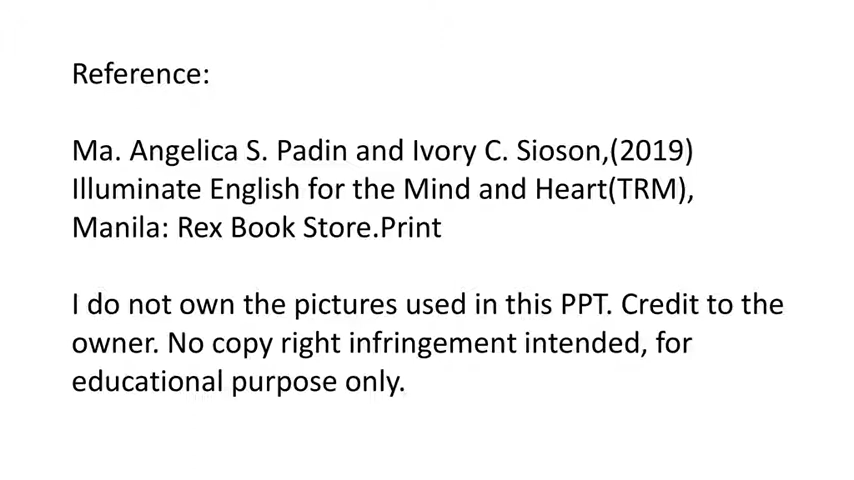 Reference:
Ma. Angelica S. Padin and Ivory C. Sioson,(2019)
Illuminate English for the Mind and Heart(TRM),
Manila: Rex Book Store.Print
I do not own the pictures used in this PPT. Credit to the
owner. No copy right infringement intended, for
educational purpose only.